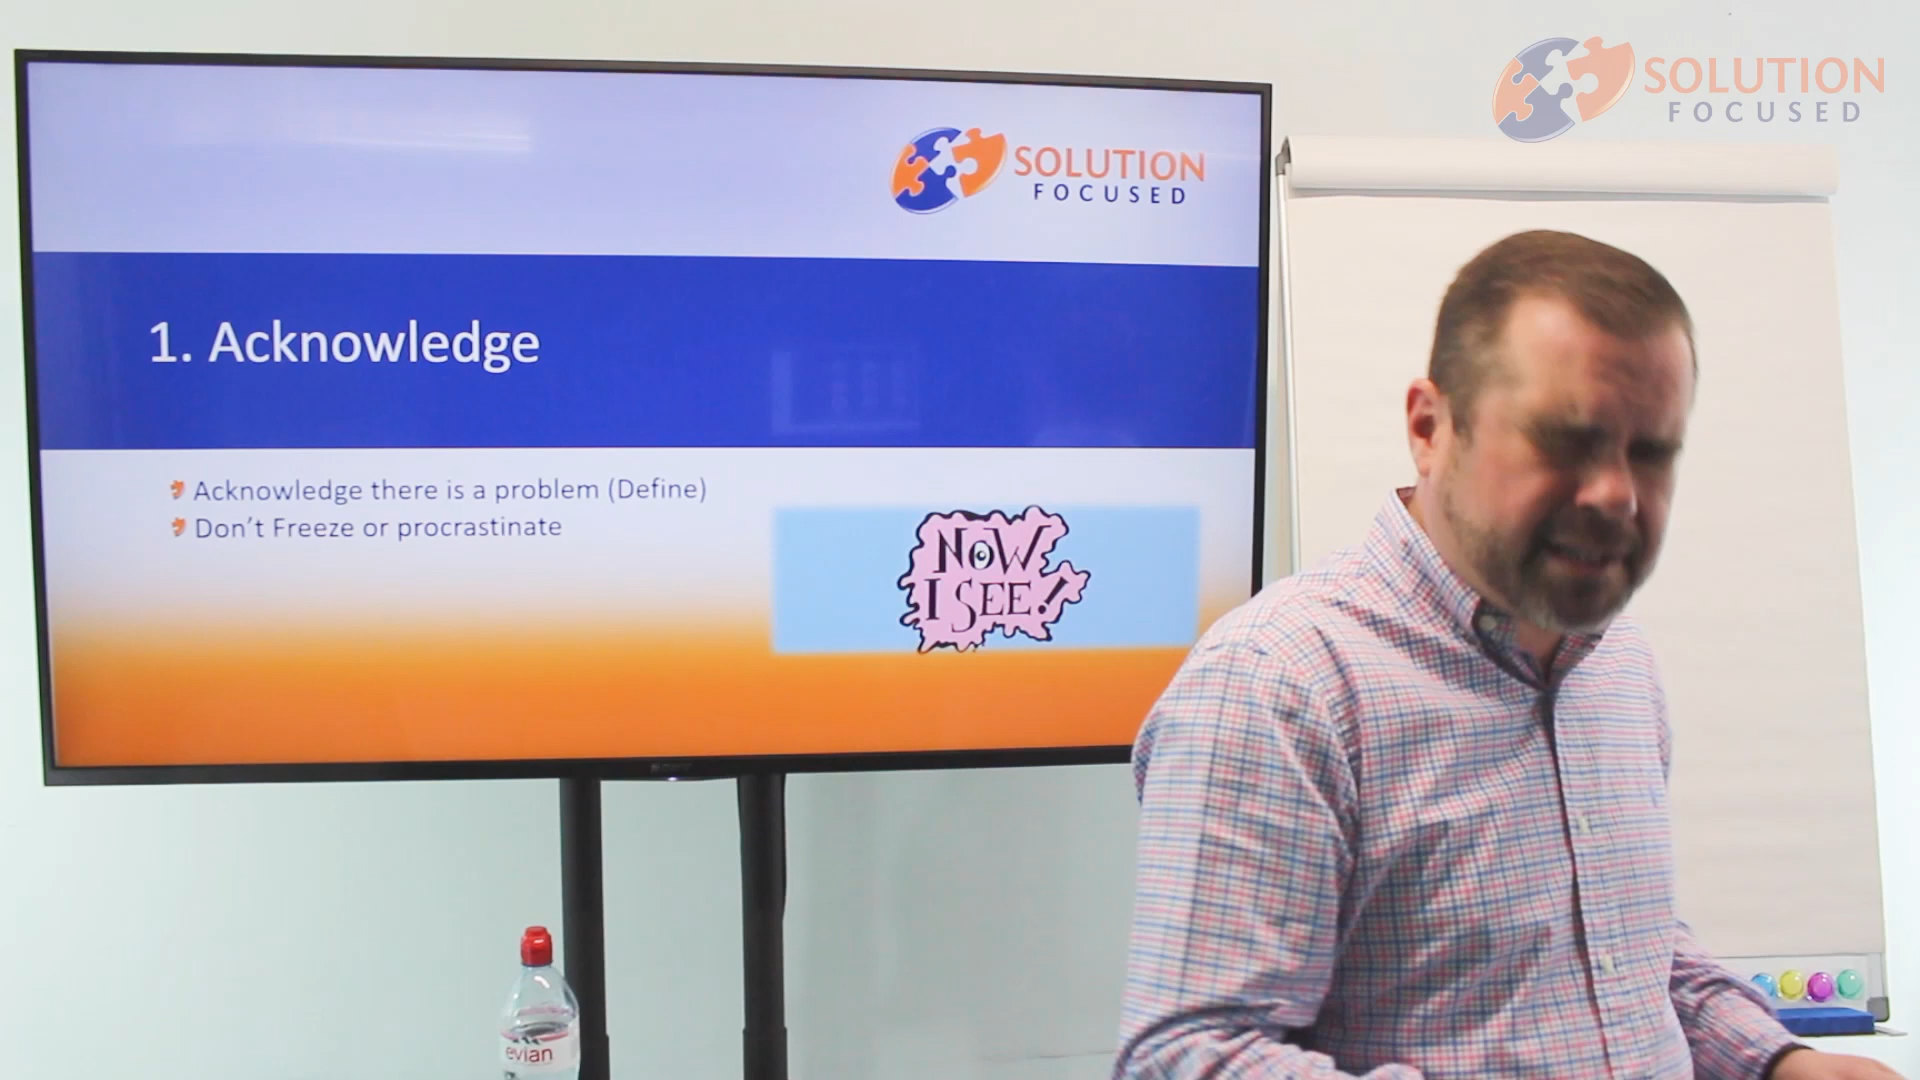 SOLUTION
FOCUSED
SOLUTION
FOCUSED
1. Acknowledge
Acknowledge there is a problem (Define)
Don't Freeze or procrastinate
NOW
I SEE!!
evian